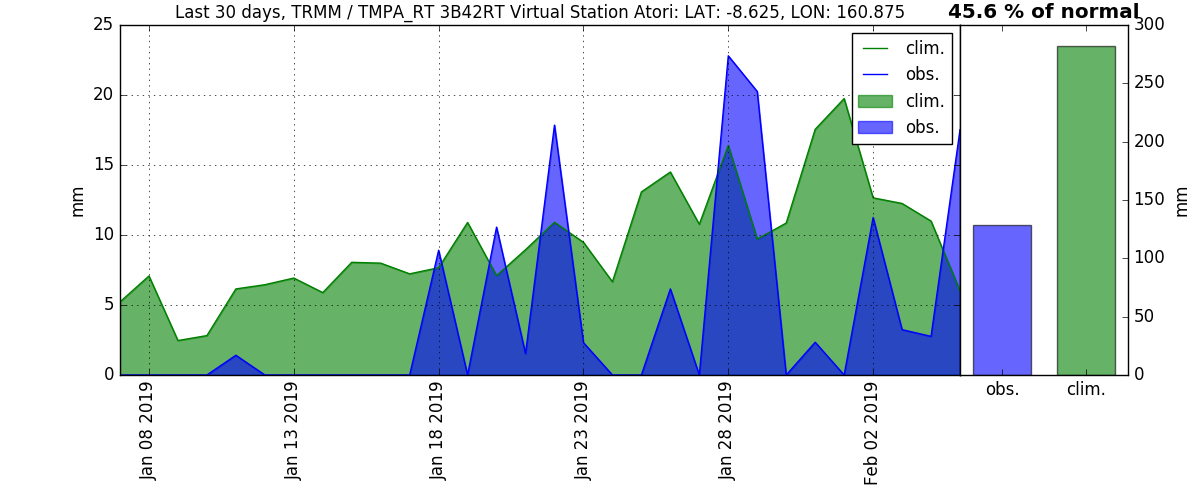 Last 30 days, TRMM / TMPA_RT 3B42RT Virtual Station Atori: LAT: -8.625, LON: 160.875
45.6 % of normal
25
20
15
10
5
0
mm
clim.
obs.
clim.
obs.
300
250
200
150
100
50
0
mm
Jan 08 2019
Jan 13 2019
Jan 18 2019
Jan 23 2019
Jan 28 2019
Feb 02 2019
obs.
clim.